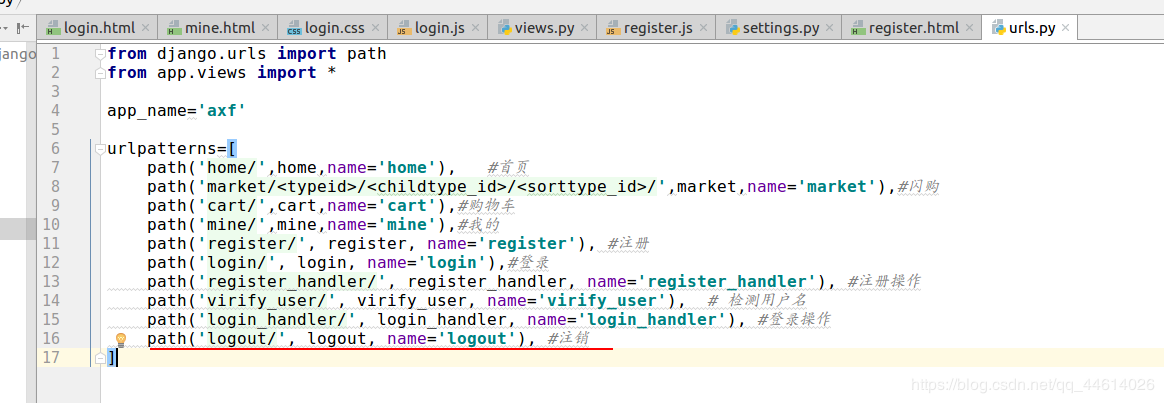 py
login.html × mine.html × login.css × login.js × views.py × register.js × settings.py × register.html × urls.py ×
jango
1 from django.urls import path
2 from app.views import *
3
4 app_name='axf'
5
6 urlpatterns=[
7 path('home/',home,name='home'), #首页
8 path('market/<typeid>/<childtype_id>/<sorttype_id>/',market,name='market'),#闪购
9 path('cart/',cart,name='cart'),#购物车
10 path('mine/',mine,name='mine'),#我的
11 path('register/', register, name='register'), #注册
12 path('login/', login, name='login'),#登录
13 path('register_handler/', register_handler, name='register_handler'), #注册操作
14 path('virify_user/', virify_user, name='virify_user'), # 检测用户名
15 path('login_handler/', login_handler, name='login_handler'), #登录操作
16 path('logout/', logout, name='logout'), #注销
17 ]
https://blog.csdn.net/qq_44614026